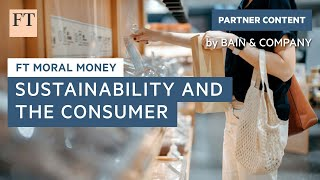 FT
PARTNER CONTENT
by BAIN & COMPANY
FT MORAL MONEY
SUSTAINABILITY AND
THE CONSUMER